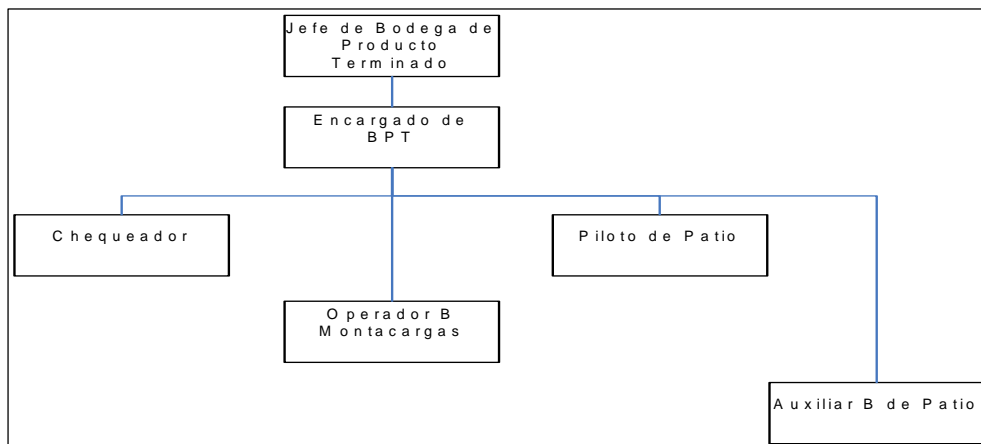 Jefe de Bodega de
Producto
Terminado
Encargado de
BPT
Chequeador
Piloto de Patio
Operador B
Montacargas
Auxiliar B de Patio